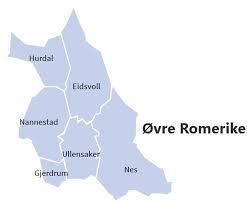 Hurdal
Eidsvoll
Nannestad
Øvre Romerike
Ullensaker
Gjerdrum
Nes